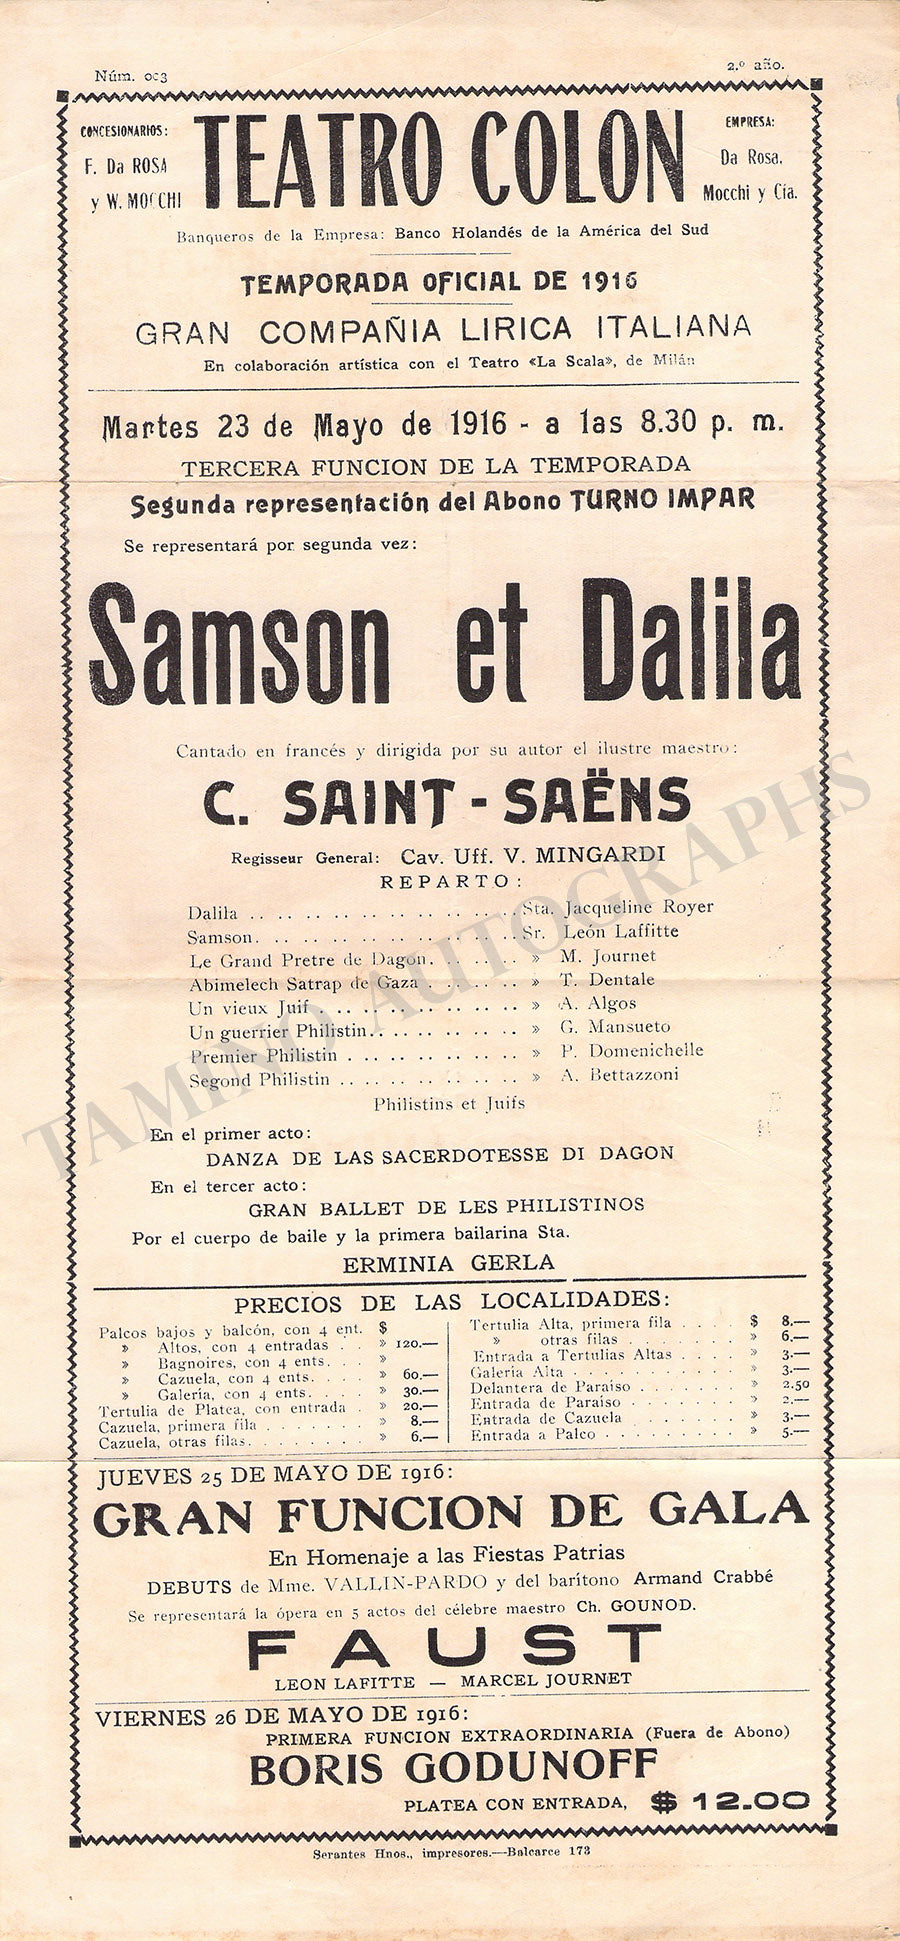 Núm. 003
2.º año.
CONCESIONARIOS:
F. Da ROSA
y W. MOCCHI
TEATRO COLON
EMPRESA:
Da Rosa.
Mocchi y Cía.
Banqueros de la Empresa: Banco Holandés de la América del Sud
TEMPORADA OFICIAL DE 1916
GRAN COMPAÑIA LIRICA ITALIANA
En colaboración artística con el Teatro «La Scala», de Milán
Martes 23 de Mayo de 1916 - a las 8.30 p. m.
TERCERA FUNCION DE LA TEMPORADA
Segunda representación del Abono TURNO IMPAR
Se representará por segunda vez:
Samson et Dalila
Cantado en francés y dirigida por su autor el ilustre maestro:
C. SAINT - SAËNS
Regisseur General: Cav. Uff. V. MINGARDI
REPARTO:
Dalila . . . . . . . . . . . . . . . . . . . . Sta. Jacqueline Royer
Samson. . . . . . . . . . . . . . . . . . . . Sr. León Laffitte
Le Grand Pretre de Dagon. . . . . . . . » M. Journet
Abimelech Satrap de Gaza . . . . . . . . » T. Dentale
Un vieux Juif . . . . . . . . . . . . . . . . » A. Algos
Un guerrier Philistin. . . . . . . . . . . . » G. Mansueto
Premier Philistin . . . . . . . . . . . . . . » P. Domenichelle
Segond Philistin . . . . . . . . . . . . . . » A. Bettazzoni
Philistins et Juifs
En el primer acto:
DANZA DE LAS SACERDOTESSE DI DAGON
En el tercer acto:
GRAN BALLET DE LES PHILISTINOS
Por el cuerpo de baile y la primera bailarina Sta.
ERMINIA GERLA
PRECIOS DE LAS LOCALIDADES:
Palcos bajos y balcón, con 4 ent. $
» Altos, con 4 entradas . . » 120.—
» Bagnoires, con 4 ents. . . . »
» Cazuela, con 4 ents. . . . . » 60.—
» Galería, con 4 ents. . . . . » 30.—
Tertulia de Platea, con entrada . » 20.—
Cazuela, primera fila . . . . . . . . » 8.—
Cazuela, otras filas. . . . . . . . . . » 6.—
Tertulia Alta, primera fila . . . . $ 8.—
» otras filas . . . . . . . » 6.—
Entrada a Tertulias Altas . . . . » 3.—
Galería Alta . . . . . . . . . . . » 3.—
Delantera de Paraíso . . . . . . . » 2.50
Entrada de Paraíso . . . . . . . . » 2.—
Entrada de Cazuela . . . . . . . . » 3.—
Entrada a Palco . . . . . . . . . . » 5.—
JUEVES 25 DE MAYO DE 1916:
GRAN FUNCION DE GALA
En Homenaje a las Fiestas Patrias
DEBUTS de Mme. VALLIN-PARDO y del barítono Armand Crabbé
Se representará la ópera en 5 actos del célebre maestro Ch. GOUNOD.
FAUST
LEON LAFITTE — MARCEL JOURNET
VIERNES 26 DE MAYO DE 1916:
PRIMERA FUNCION EXTRAORDINARIA (Fuera de Abono)
BORIS GODUNOFF
PLATEA CON ENTRADA, $ 12.00
Serantes Hnos., impresores.—Balcarce 173
TAMINO AUTOGRAPHS